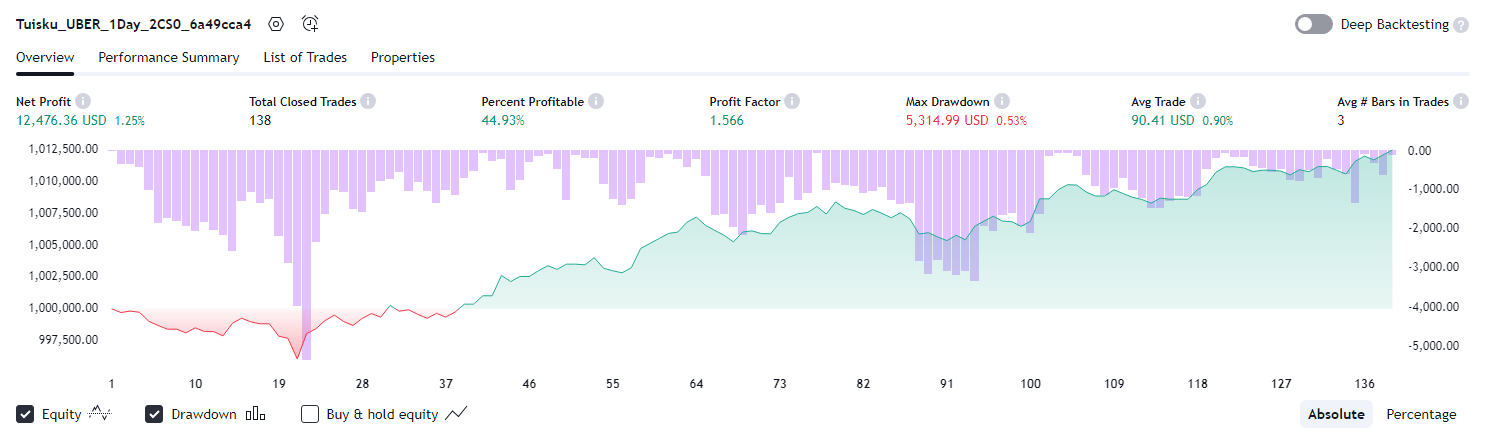 Tuisku_UBER_1Day_2CS0_6a49cca4
Deep Backtesting ?
Overview Performance Summary List of Trades Properties
Net Profit i Total Closed Trades i Percent Profitable i Profit Factor i Max Drawdown i Avg Trade i Avg # Bars in Trades i
12,476.36 USD 1.25% 138 44.93% 1.566 5,314.99 USD 0.53% 90.41 USD 0.90% 3
1,012,500.00 0.00
1,010,000.00 -1,000.00
1,007,500.00 -2,000.00
1,005,000.00 -3,000.00
1,002,500.00 -4,000.00
1,000,000.00 -5,000.00
997,500.00
1 10 19 28 37 46 55 64 73 82 91 100 109 118 127 136
Equity Drawdown Buy & hold equity Absolute Percentage